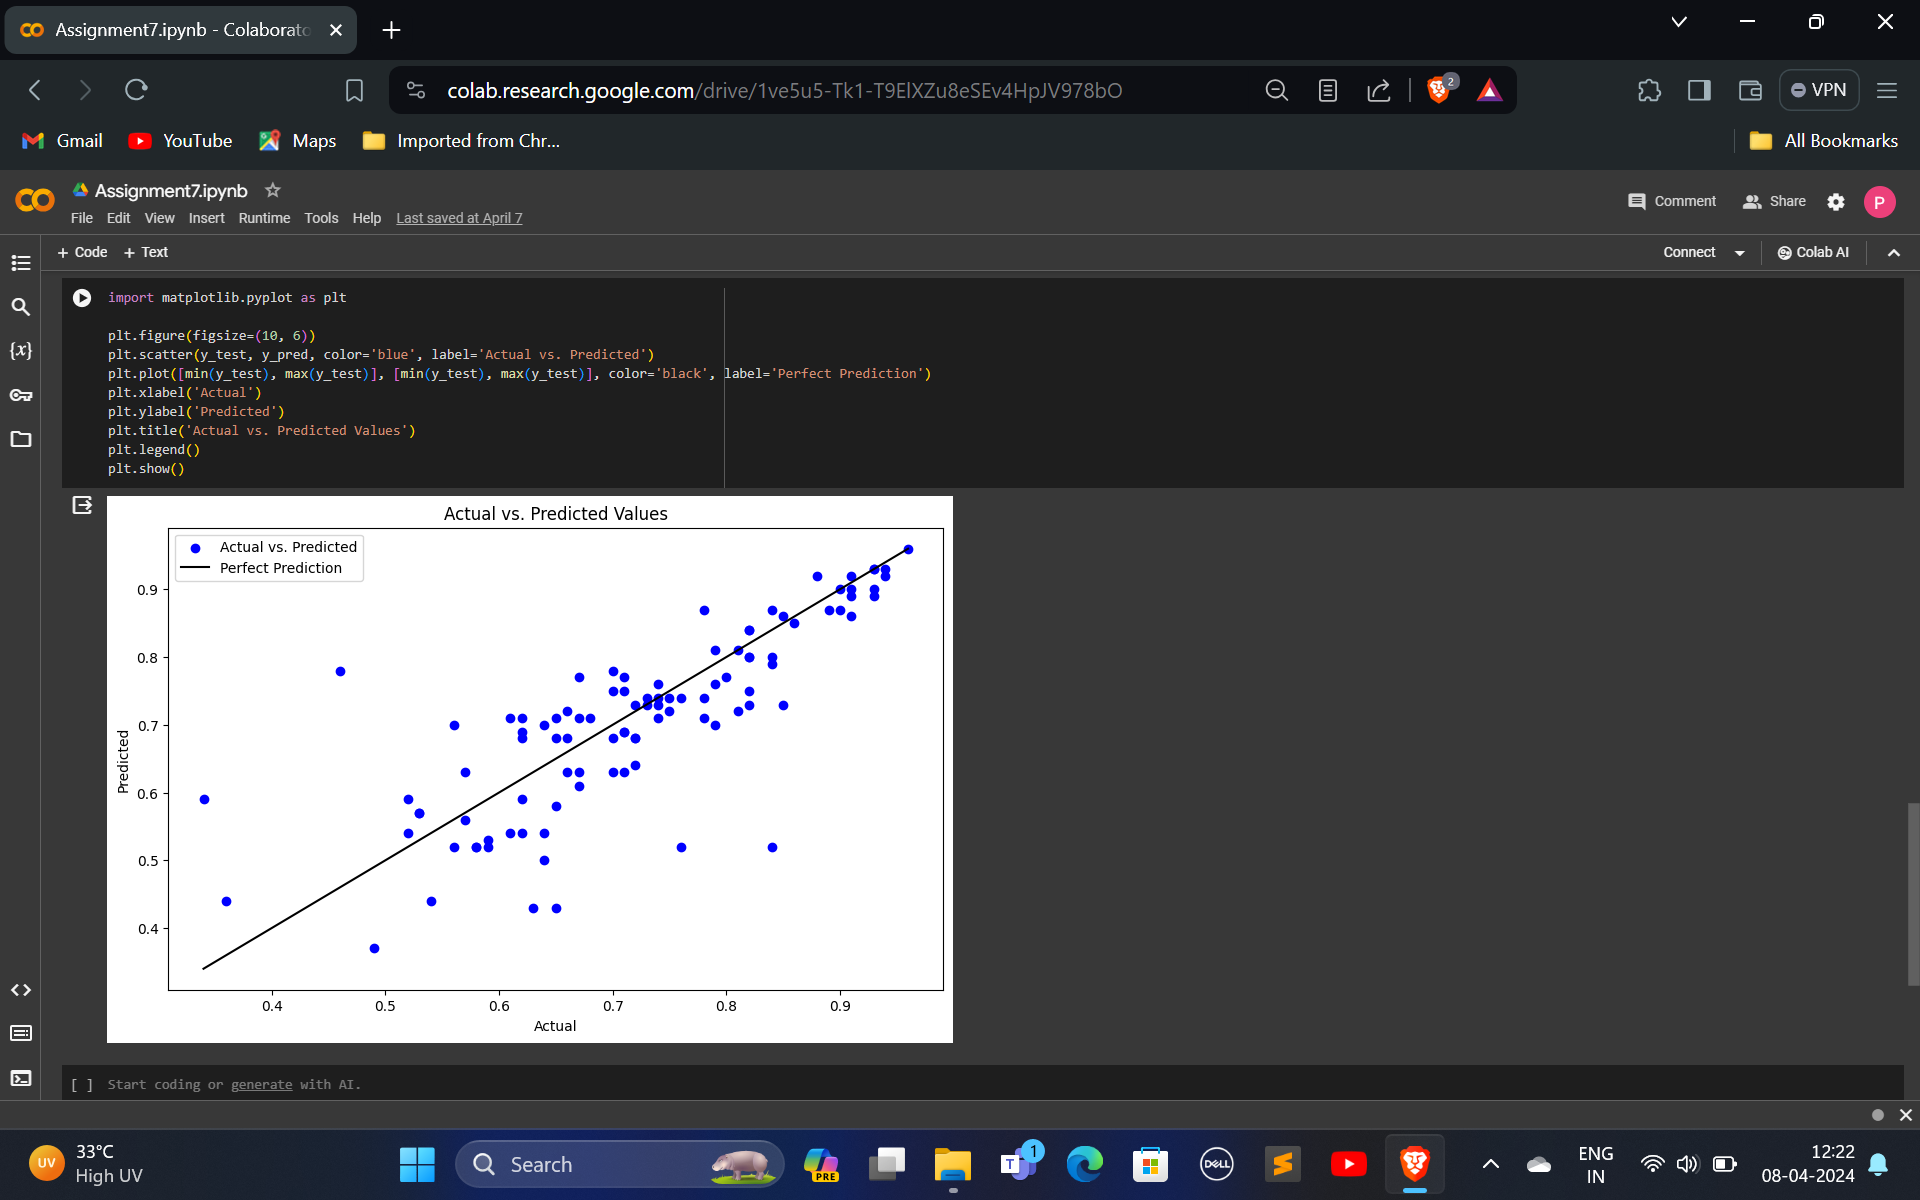 Assignment7.ipynb - Colaborato
colab.research.google.com/drive/1ve5u5-Tk1-T9ElXZu8eSEv4HpJV978bO
2
VPN
Gmail
YouTube
Maps
Imported from Chr...
All Bookmarks
Assignment7.ipynb
Comment
Share
P
File Edit View Insert Runtime Tools Help Last saved at April 7
+ Code + Text
Connect
Colab AI
import matplotlib.pyplot as plt
plt.figure(figsize=(10, 6))
plt.scatter(y_test, y_pred, color='blue', label='Actual vs. Predicted')
plt.plot([min(y_test), max(y_test)], [min(y_test), max(y_test)], color='black', label='Perfect Prediction')
plt.xlabel('Actual')
plt.ylabel('Predicted')
plt.title('Actual vs. Predicted Values')
plt.legend()
plt.show()
{x}
Actual vs. Predicted Values
Actual vs. Predicted
Perfect Prediction
0.9
0.8
0.7
0.6
0.5
0.4
Predicted
0.4 0.5 0.6 0.7 0.8 0.9
Actual
[ ] Start coding or generate with AI.
UV
33°C
High UV
Search
PRE
T
1
DELL
S
ENG
IN
12:22
08-04-2024